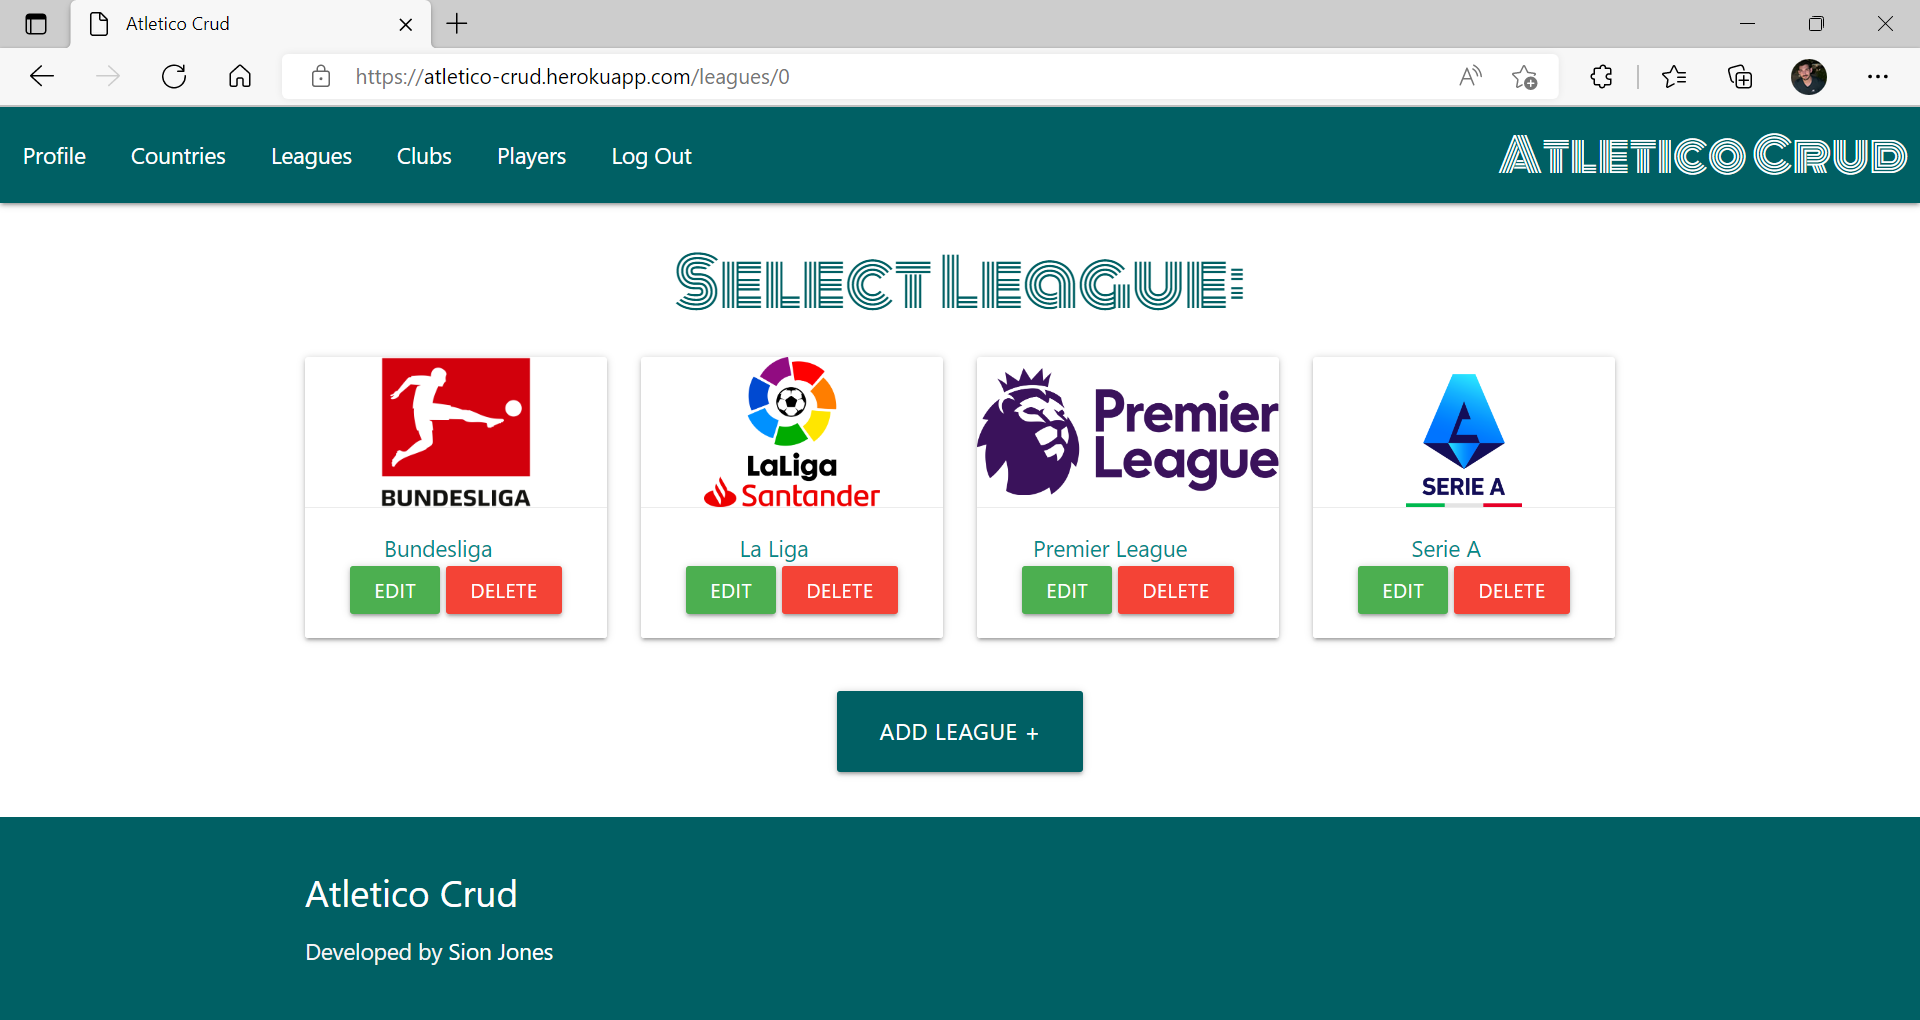 Atletico Crud
https://atletico-crud.herokuapp.com/leagues/0
Profile Countries Leagues Clubs Players Log Out Atletico Crud
Select League:
BUNDESLIGA
LaLiga
Santander
Premier
League
SERIE A
Bundesliga La Liga Premier League Serie A
EDIT DELETE EDIT DELETE EDIT DELETE EDIT DELETE
ADD LEAGUE +
Atletico Crud
Developed by Sion Jones